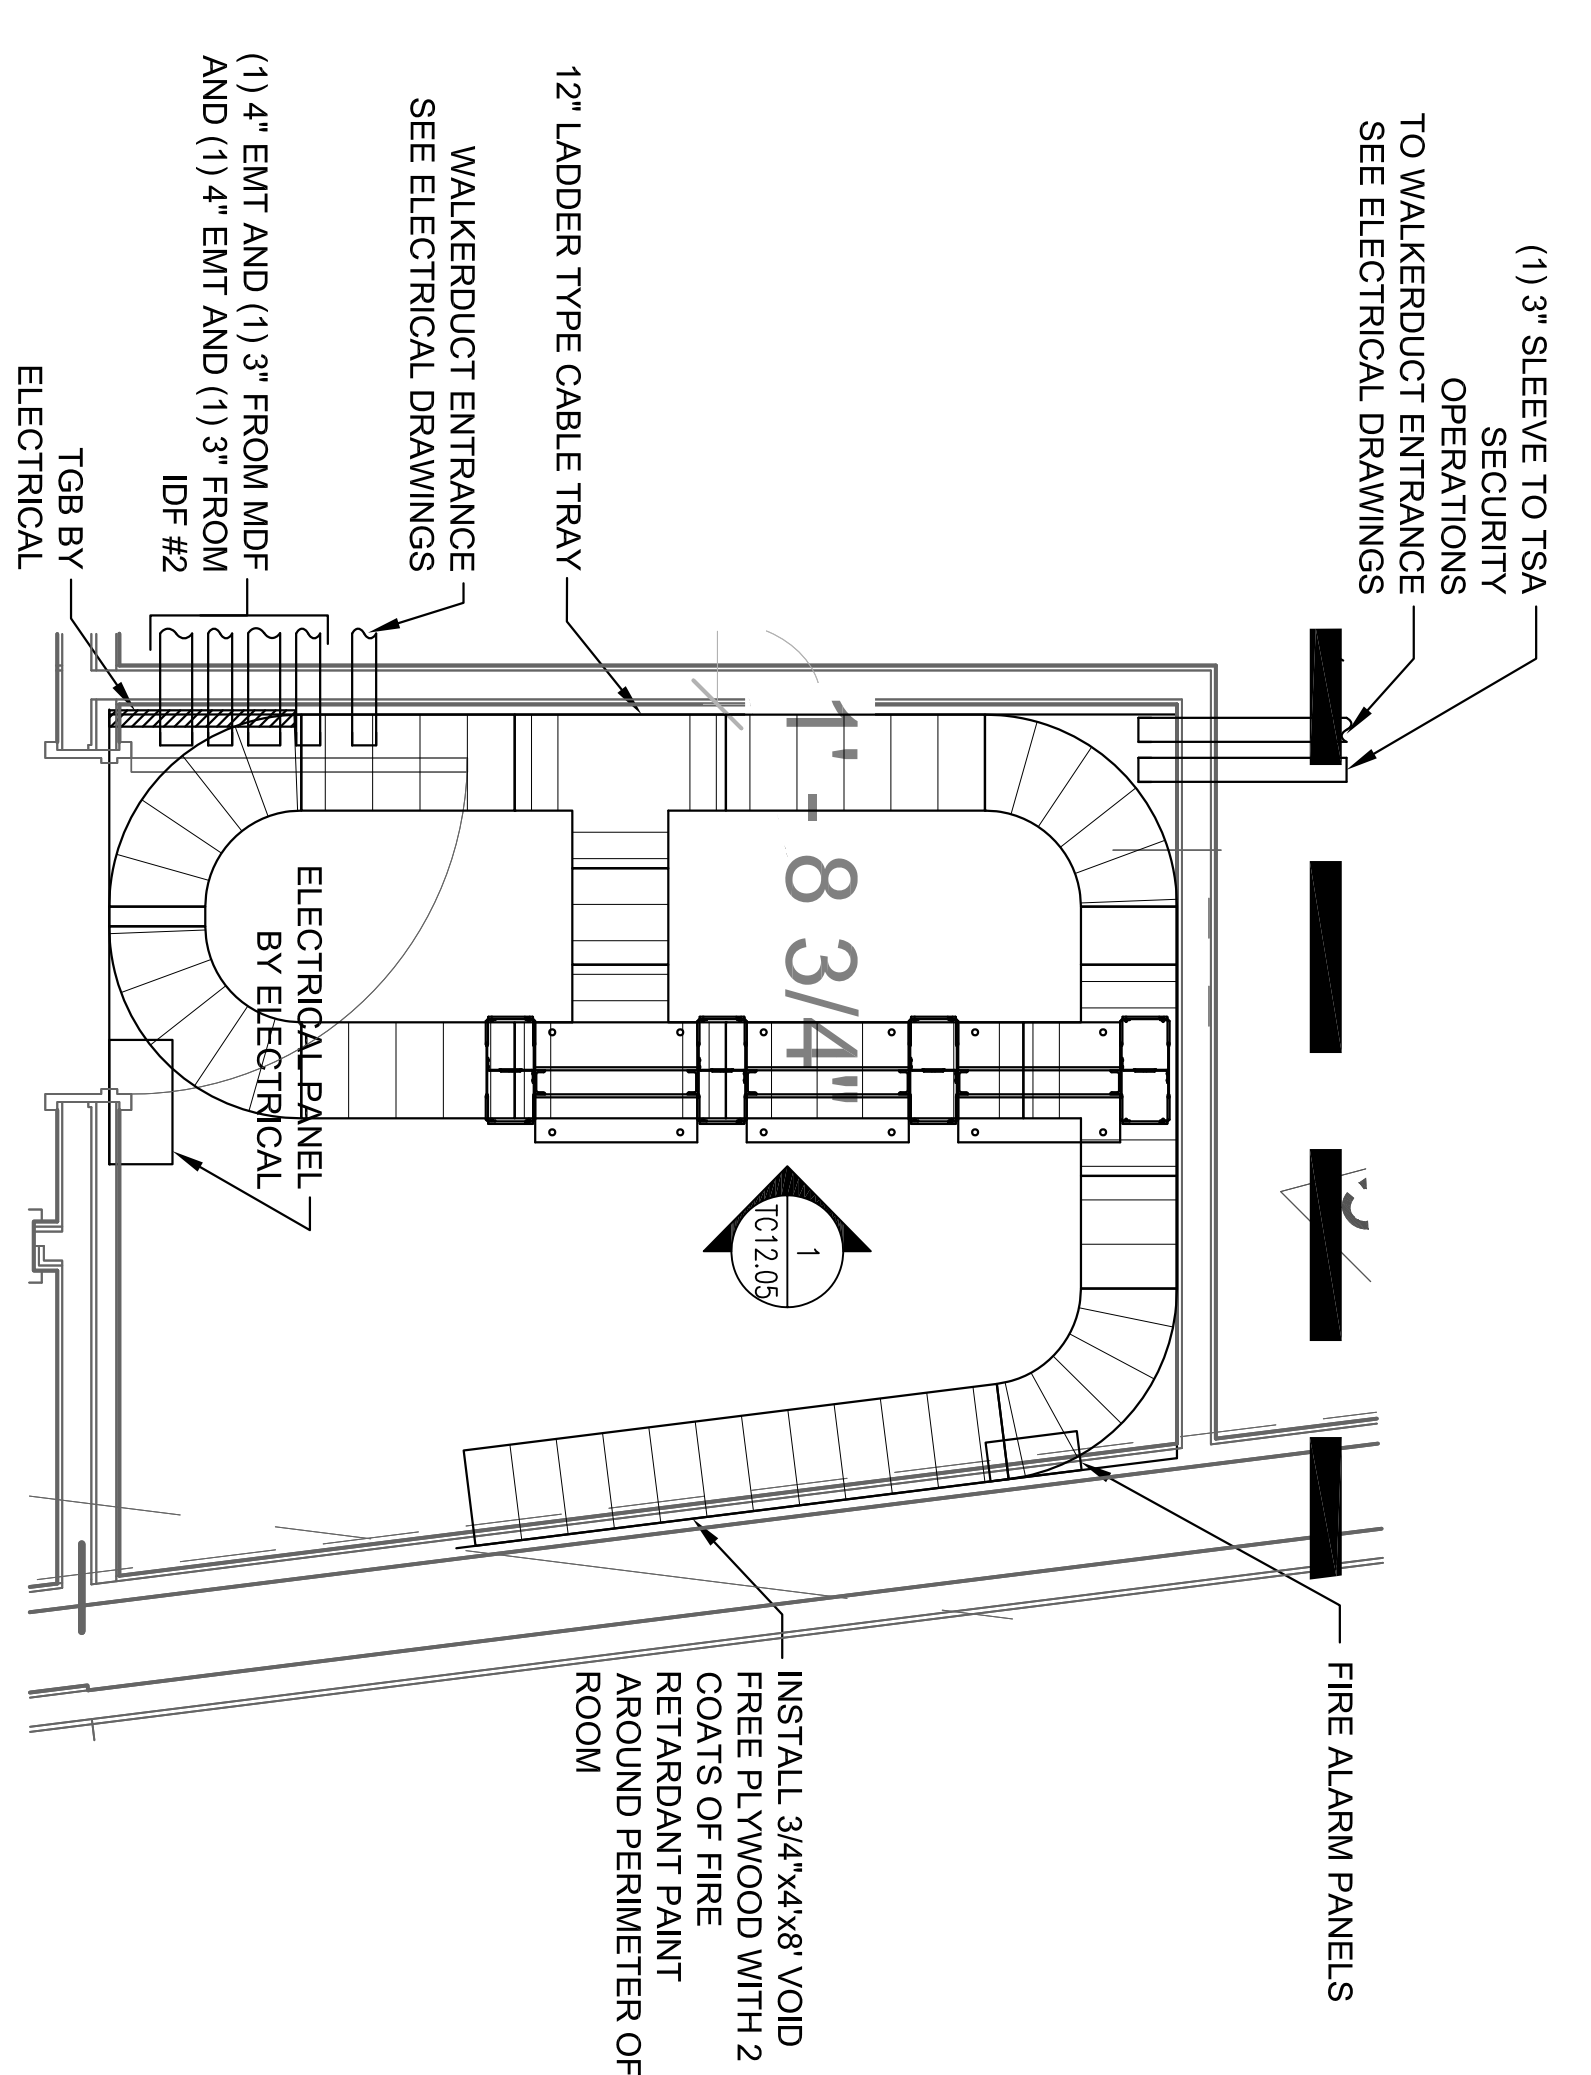 (1) 3" SLEEVE TO TSA
SECURITY
OPERATIONS
TO WALKERDUCT ENTRANCE
SEE ELECTRICAL DRAWINGS
12" LADDER TYPE CABLE TRAY
WALKERDUCT ENTRANCE
SEE ELECTRICAL DRAWINGS
(1) 4" EMT AND (1) 3" FROM MDF
AND (1) 4" EMT AND (1) 3" FROM
IDF #2
TGB BY
ELECTRICAL
1' - 8 3/4"
ELECTRICAL PANEL
BY ELECTRICAL
1
TC12.05
FIRE ALARM PANELS
INSTALL 3/4"x4'x8' VOID
FREE PLYWOOD WITH 2
COATS OF FIRE
RETARDANT PAINT
AROUND PERIMETER OF
ROOM